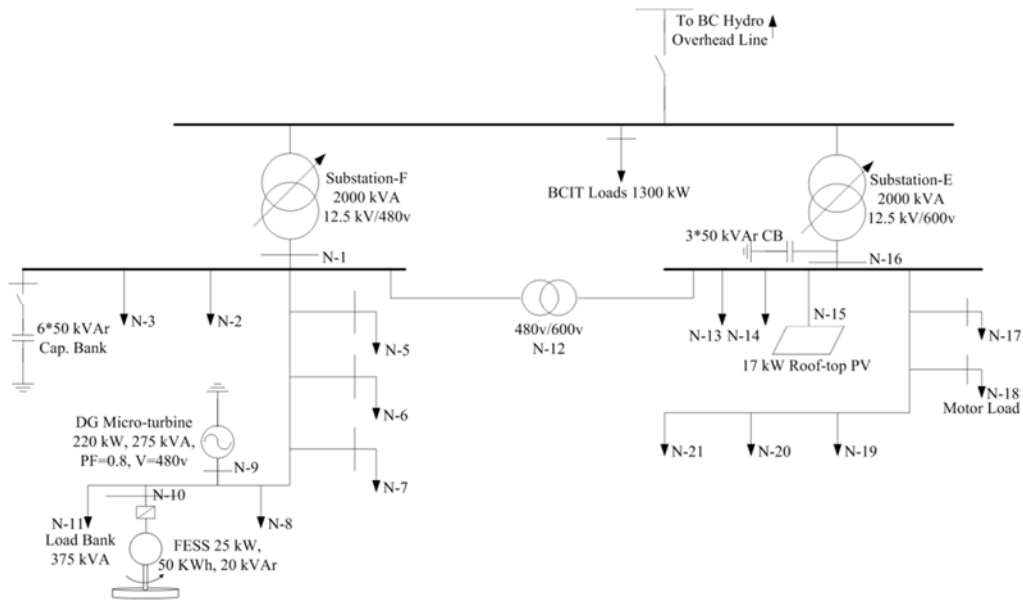 To BC Hydro
Overhead Line
Substation-F
2000 kVA
12.5 kV/480v
BCIT Loads 1300 kW
Substation-E
2000 kVA
12.5 kV/600v
3*50 kVAr CB
N-1
N-16
6*50 kVAr
Cap. Bank
N-3
N-2
N-5
480v/600v
N-12
N-13
N-14
N-15
17 kW Roof-top PV
N-17
N-6
N-18
Motor Load
DG Micro-turbine
220 kW, 275 kVA,
PF=0.8, V=480v
N-9
N-7
N-21
N-20
N-19
N-10
N-11
Load Bank
375 kVA
N-8
FESS 25 kW,
50 KWh, 20 kVAr